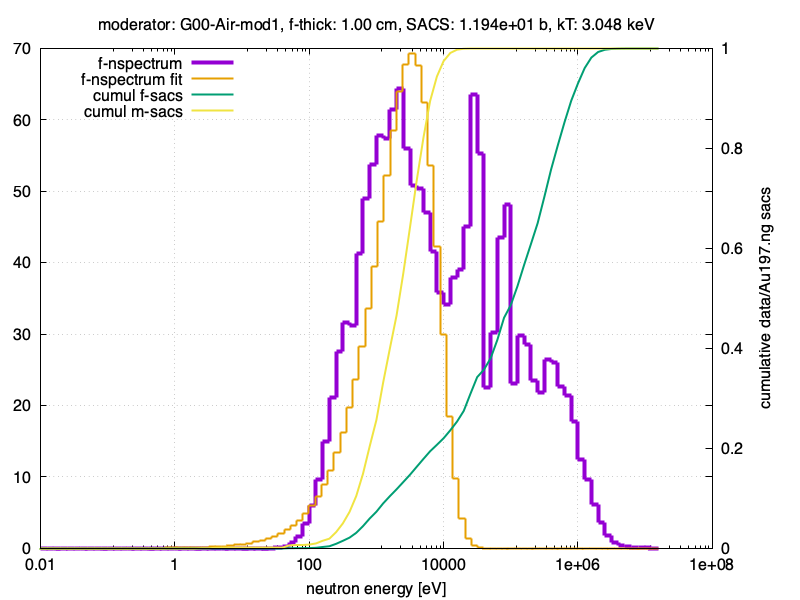 moderator: G00-Air-mod1, f-thick: 1.00 cm, SACS: 1.194e+01 b, kT: 3.048 keV
f-nspectrum
f-nspectrum fit
cumul f-sacs
cumul m-sacs
70
60
50
40
30
20
10
0
1
0.8
0.6
0.4
0.2
0
cumulative data/Au197.ng sacs
0.01
1
100
10000
1e+06
1e+08
neutron energy [eV]